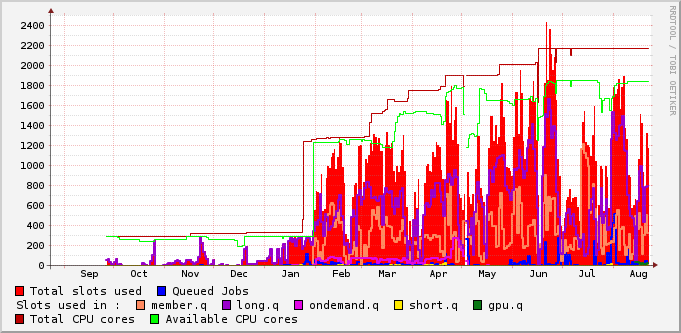 2400
2200
2000
1800
1600
1400
1200
1000
800
600
400
200
0
Sep Oct Nov Dec Jan Feb Mar Apr May Jun Jul Aug
RRDTOOL / TOBI OETIKER
Total slots used Queued Jobs
Slots used in : member.q long.q ondemand.q short.q gpu.q
Total CPU cores Available CPU cores